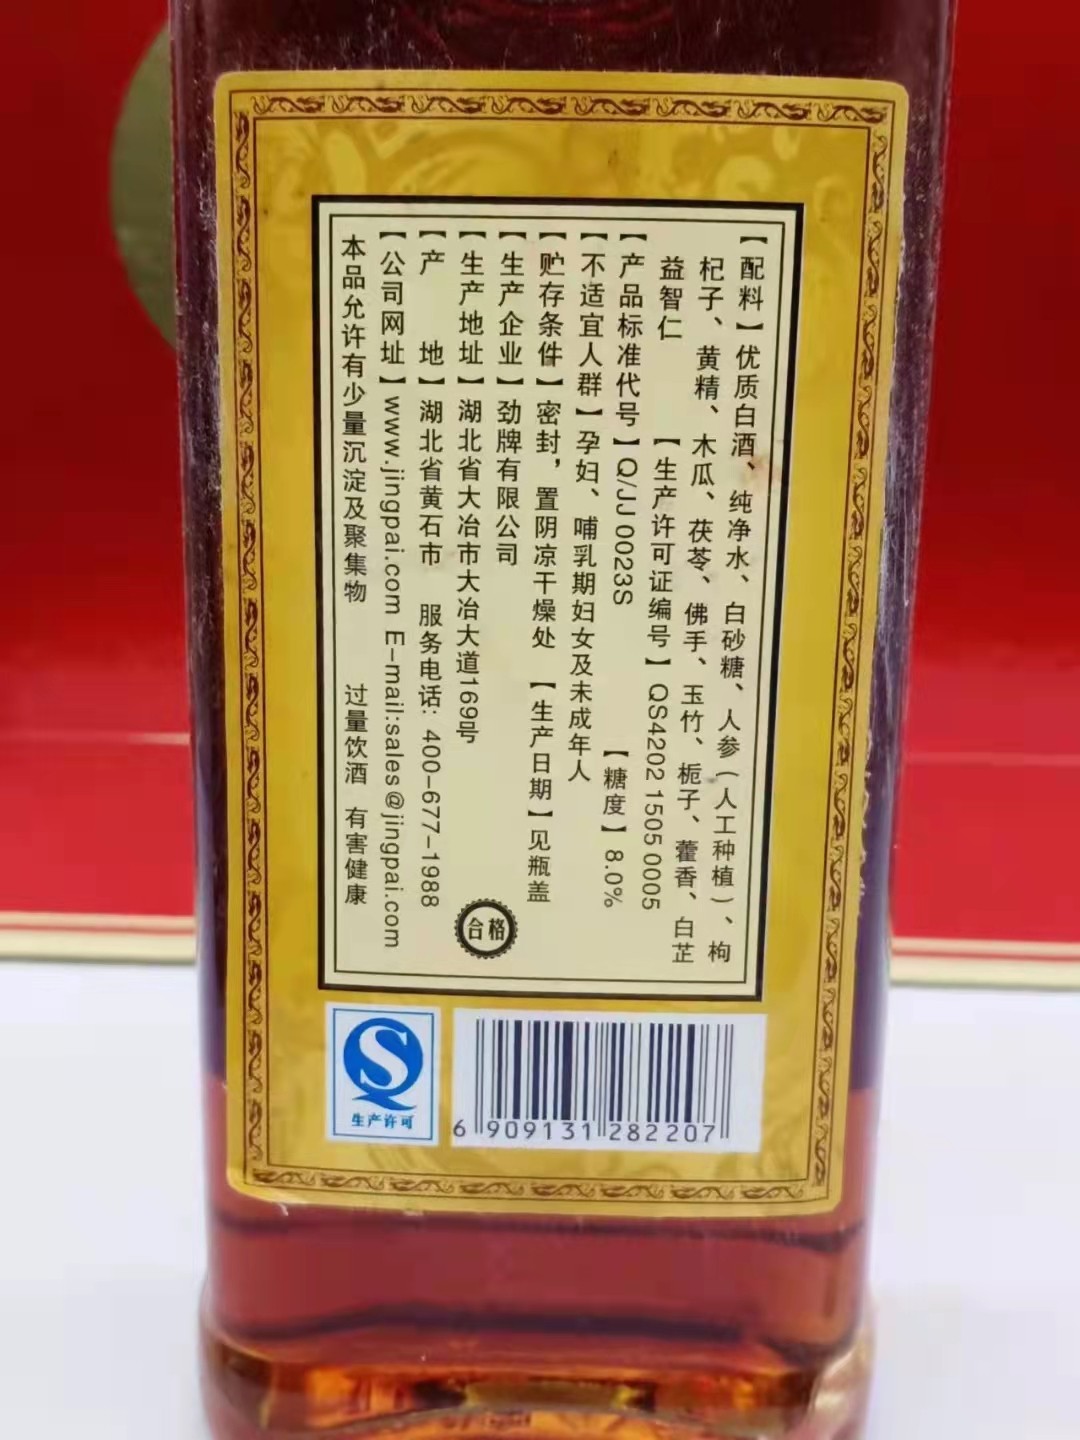 【配料】优质白酒、纯净水、白砂糖、人参（人工种植）、枸
杞子、黄精、木瓜、茯苓、佛手、玉竹、栀子、藿香、白芷
益智仁 【生产许可证编号】QS4202 1505 0005
【产品标准代号】Q/JJ 0023S 【糖度】8.0%
【不适宜人群】孕妇、哺乳期妇女及未成年人
【贮存条件】密封，置阴凉干燥处 【生产日期】见瓶盖
【生产企业】劲牌有限公司
【生产地址】湖北省大冶市大冶大道169号
【产 地】湖北省黄石市 服务电话：400-677-1988
【公司网址】www.jingpai.com E-mail:sales@jingpai.com
本品允许有少量沉淀及聚集物 过量饮酒 有害健康
合格
生产许可
6 909131 282207